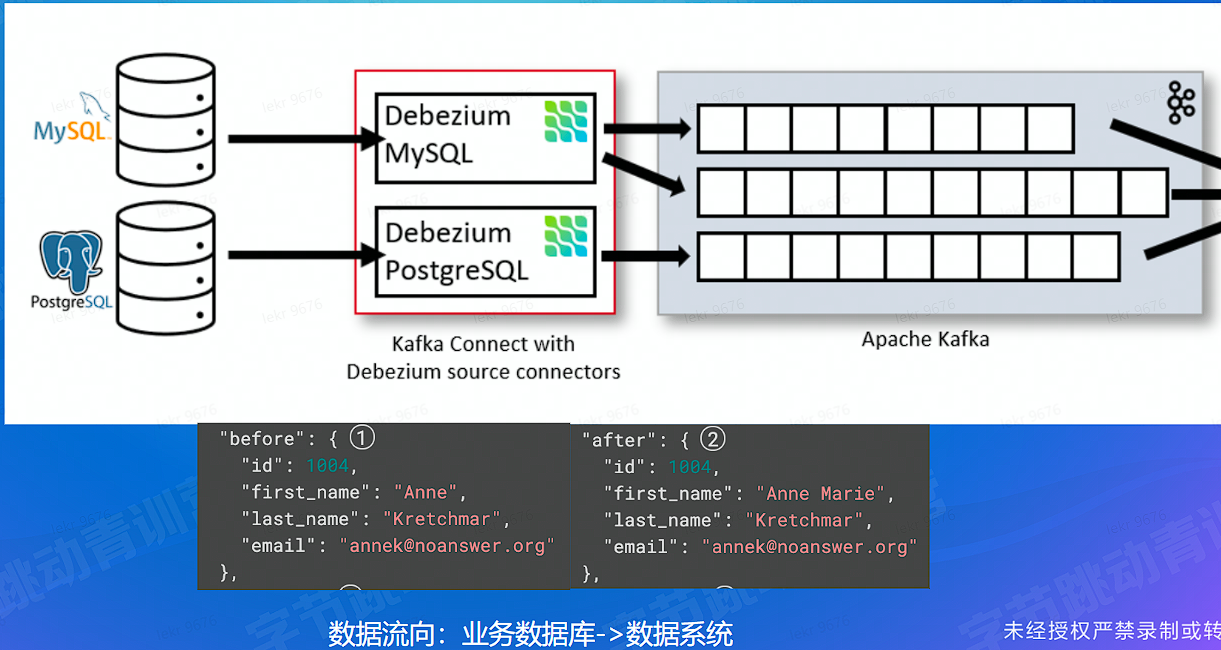 MySQL
PostgreSQL
Debezium
MySQL
Debezium
PostgreSQL
Kafka Connect with
Debezium source connectors
Apache Kafka
"before": { ①
"id": 1004,
"first_name": "Anne",
"last_name": "Kretchmar",
"email": "annek@noanswer.org"
},
"after": { ②
"id": 1004,
"first_name": "Anne Marie",
"last_name": "Kretchmar",
"email": "annek@noanswer.org"
},
数据流向：业务数据库->数据系统
未经授权严禁录制或转
lekr 9676
字节跳动青训营